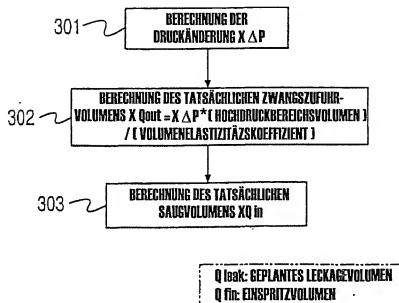 301
BERECHNUNG DER
DRUCKÄNDERUNG X ΔP
302
BERECHNUNG DES TATSÄCHLICHEN ZWANGSZUFUHR-
VOLUMENS X Qout = X ΔP*(HOCHDRUCKBEREICHSVOLUMEN)
/(VOLUMENELASTIZITÄZSKOEFFIZIENT)
303
BERECHNUNG DES TATSÄCHLICHEN
SAUGVOLUMENS XQ in
Q leak: GEPLANTES LECKAGEVOLUMEN
Q fin: EINSPRITZVOLUMEN